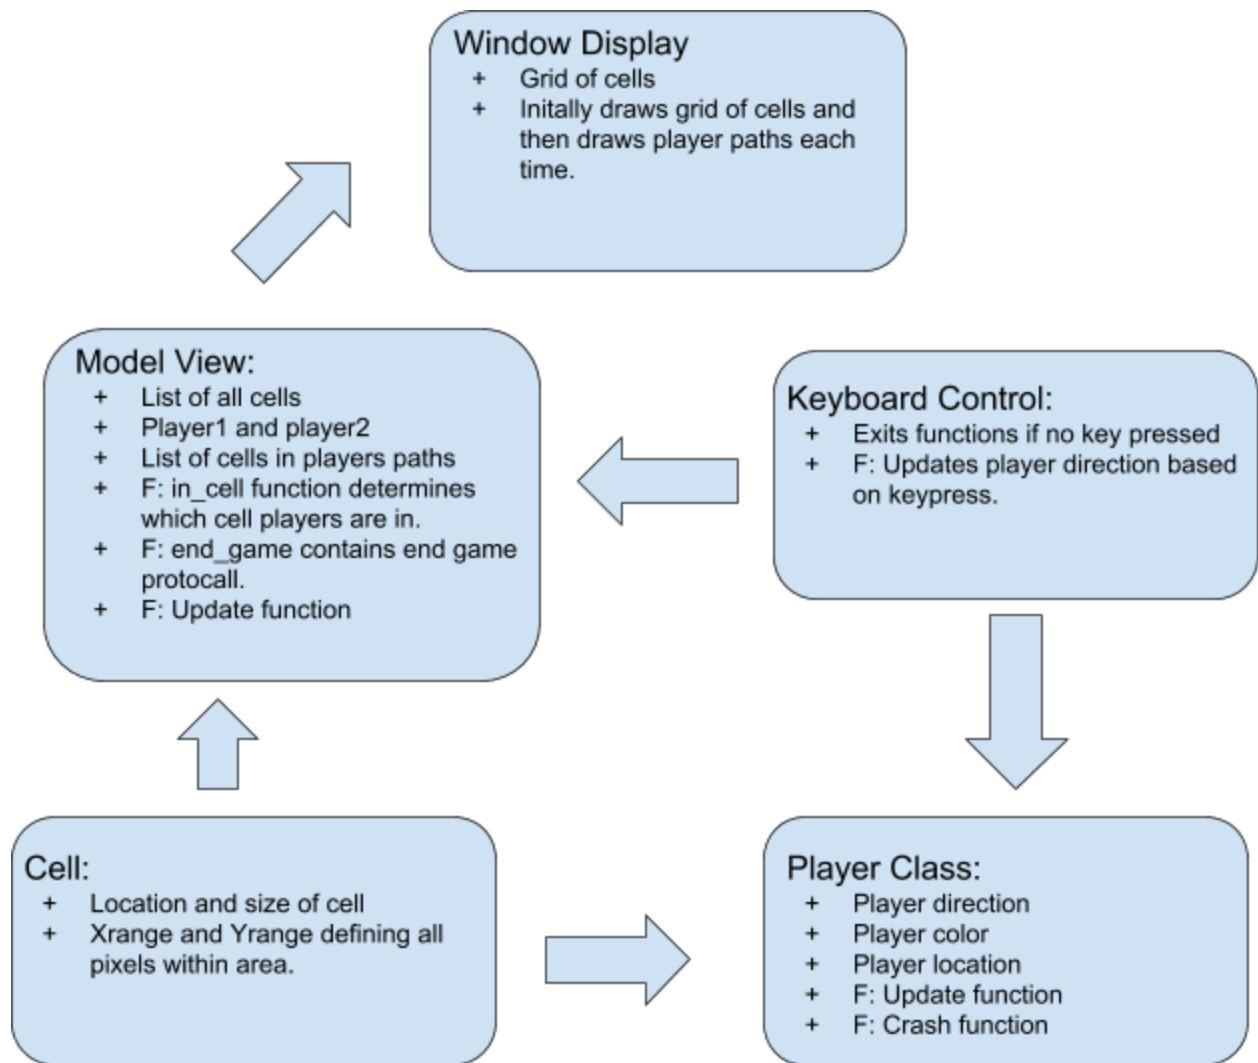 Window Display
+ Grid of cells
+ Initally draws grid of cells and
then draws player paths each
time.
Model View:
+ List of all cells
+ Player1 and player2
+ List of cells in players paths
+ F: in_cell function determines
which cell players are in.
+ F: end_game contains end game
protocall.
+ F: Update function
Keyboard Control:
+ Exits functions if no key pressed
+ F: Updates player direction based
on keypress.
Cell:
+ Location and size of cell
+ Xrange and Yrange defining all
pixels within area.
Player Class:
+ Player direction
+ Player color
+ Player location
+ F: Update function
+ F: Crash function